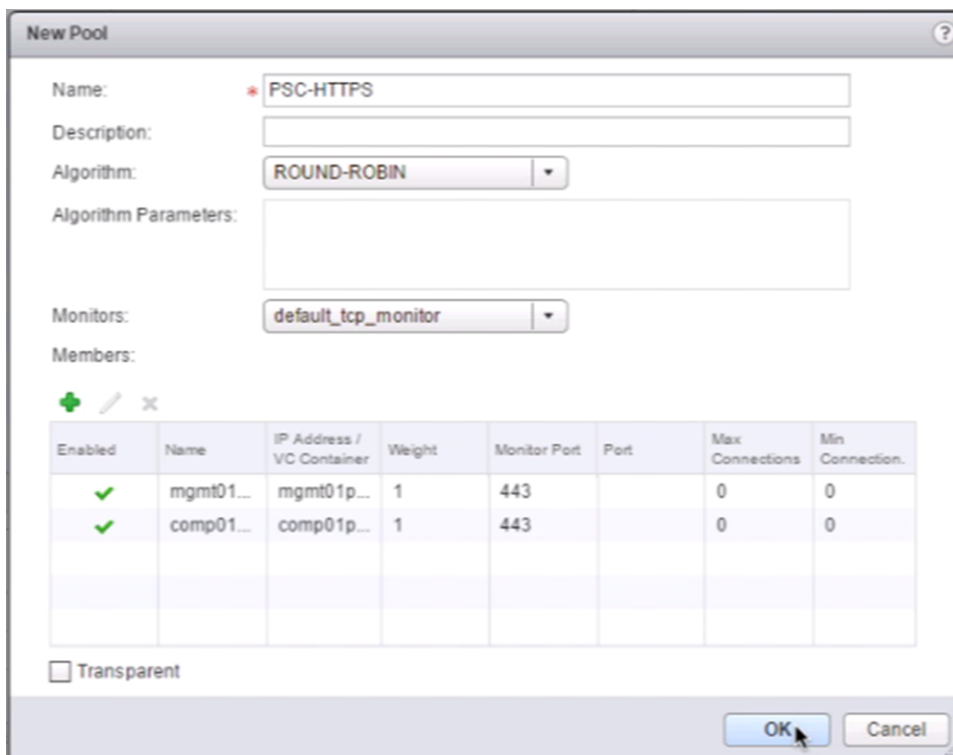 New Pool
?
Name: * PSC-HTTPS
Description:
Algorithm: ROUND-ROBIN
Algorithm Parameters:
Monitors: default_tcp_monitor
Members:
Enabled Name IP Address / VC Container Weight Monitor Port Port Max Connections Min Connection.
mgmt01... mgmt01p... 1 443 0 0
comp01... comp01p... 1 443 0 0
Transparent
OK Cancel